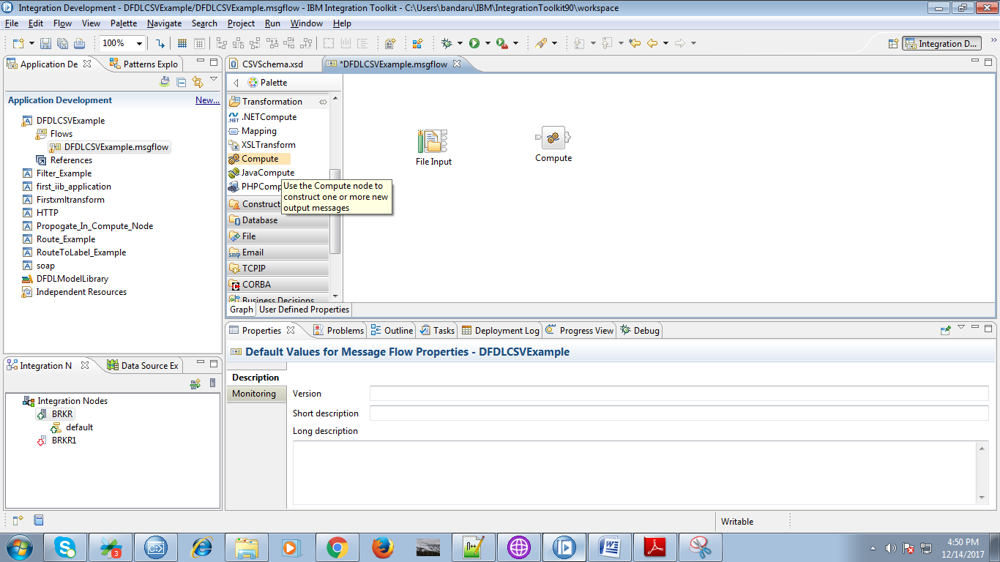 Integration Development - DFDLCSVExample/DFDLCSVExample.msgflow - IBM Integration Toolkit - C:\Users\bandaru\IBM\IntegrationToolkit90\workspace
File Edit Flow View Palette Navigate Search Project Run Window Help
100%
Integration D...
Application De
Patterns Explo
Application Development
New...
DFDLCSVExample
Flows
DFDLCSVExample.msgflow
References
Filter_Example
first_iib_application
Firstxmltransform
HTTP
Propogate_In_Compute_Node
Route_Example
RouteToLabel_Example
soap
DFDLModelLibrary
Independent Resources
Integration N
Data Source Ex
Integration Nodes
BRKR
default
BRKR1
CSVSchema.xsd
*DFDLCSVExample.msgflow
Palette
Transformation
.NETCompute
Mapping
XSLTransform
Compute
JavaCompute
PHPComp
Use the Compute node to
construct one or more new
output messages
Construct
Database
File
Email
TCPIP
CORBA
Business Decisions
File Input
Compute
Graph
User Defined Properties
Properties
Problems
Outline
Tasks
Deployment Log
Progress View
Debug
Default Values for Message Flow Properties - DFDLCSVExample
Description
Monitoring
Version
Short description
Long description
Writable
3
4:50 PM
12/14/2017